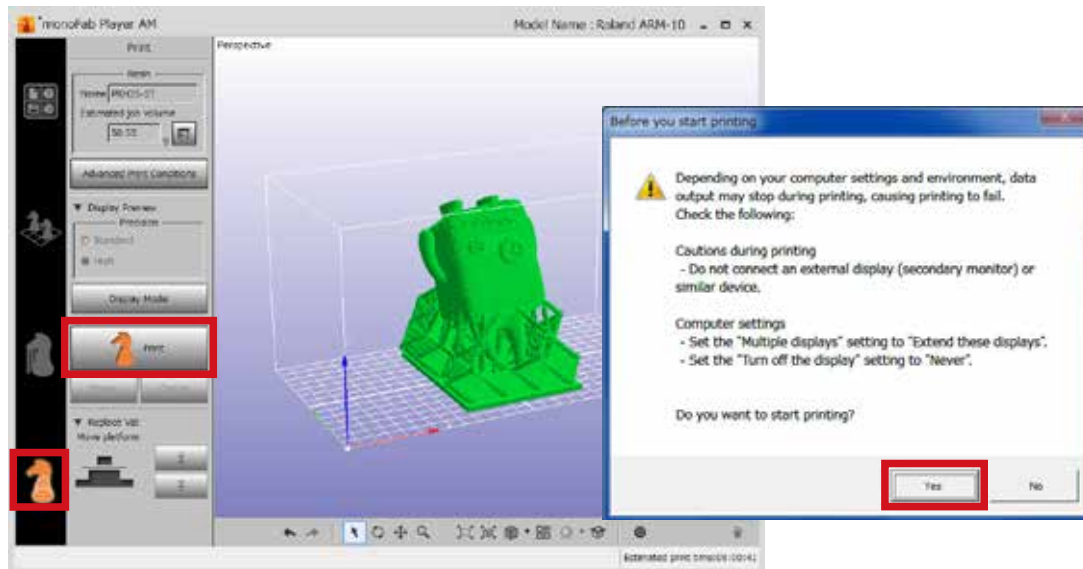 monoFab Player AM
Model Name : Roland ARM-10
Print
Resin
Name
Estimated job volume
Advanced Print Conditions
▼ Display Preview
Precision
Standard
High
Display Model
Print
▼ Replace Vat
Move platform
Perspective
Estimated print time
Before you start printing
Depending on your computer settings and environment, data
output may stop during printing, causing printing to fail.
Check the following:
Cautions during printing
- Do not connect an external display (secondary monitor) or
similar device.
Computer settings
- Set the "Multiple displays" setting to "Extend these displays".
- Set the "Turn off the display" setting to "Never".
Do you want to start printing?
Yes
No